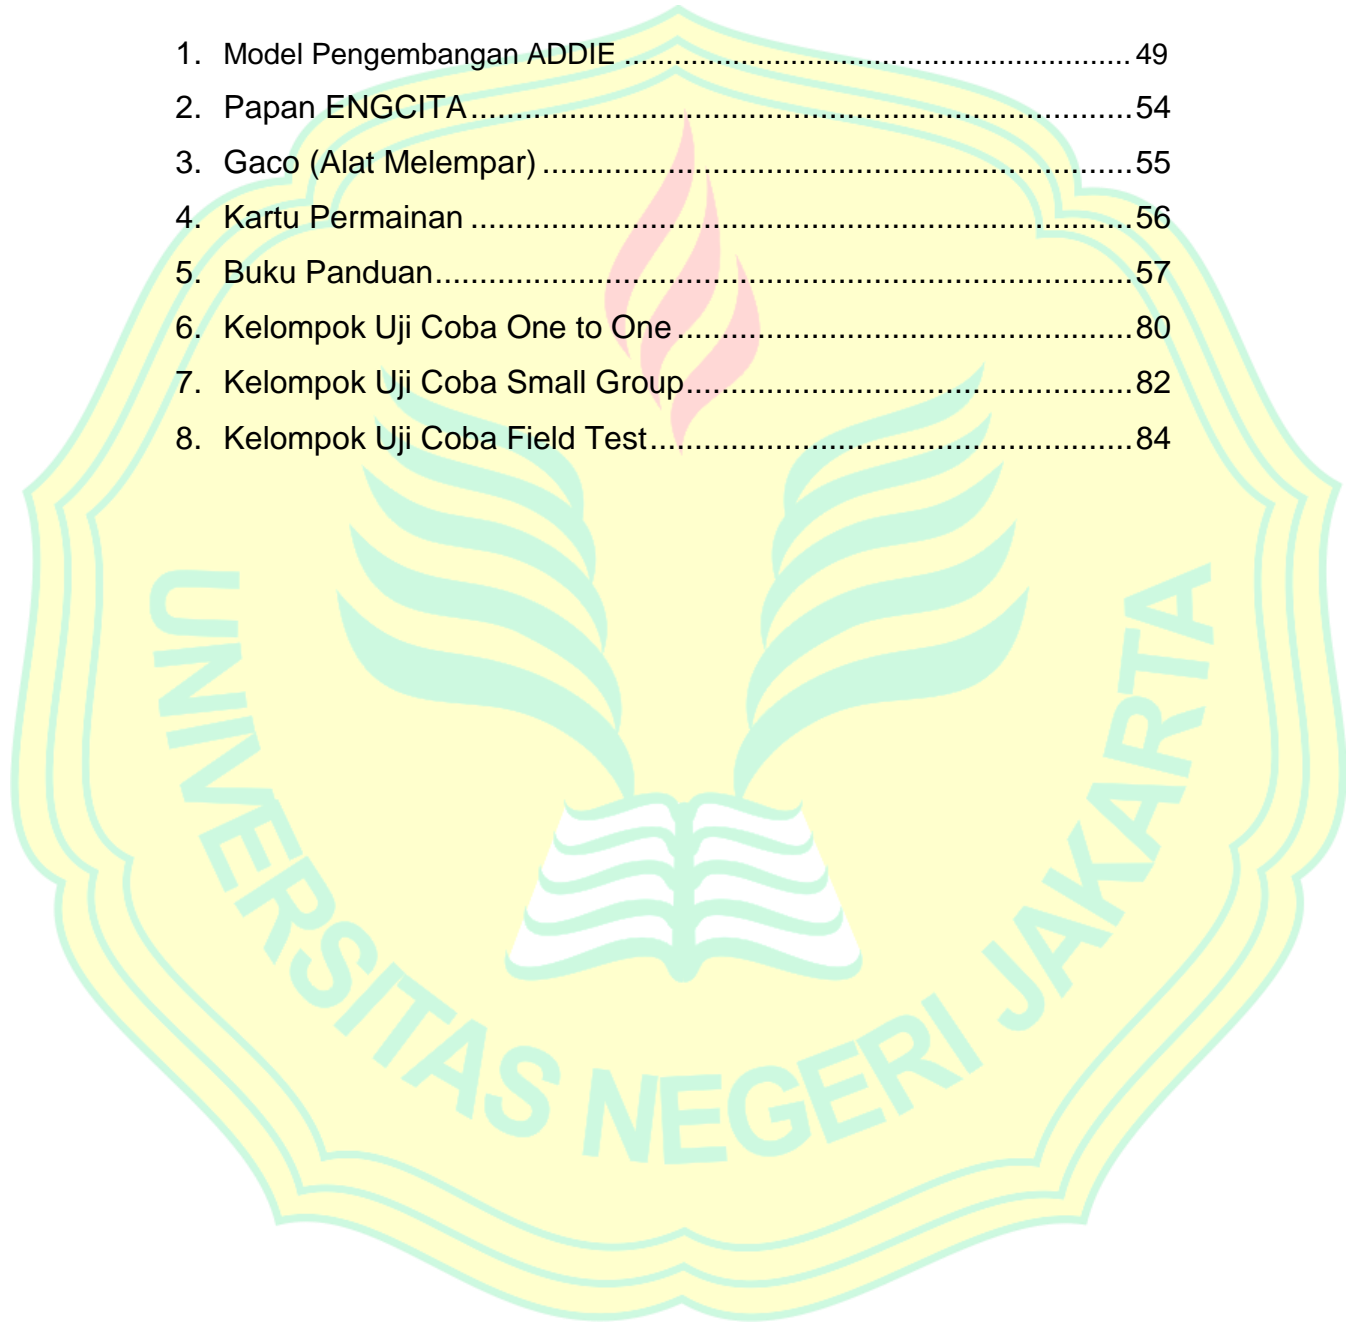 1. Model Pengembangan ADDIE ............................................................. 49
2. Papan ENGCITA ........................................................................... 54
3. Gaco (Alat Melempar) ................................................................... 55
4. Kartu Permainan ........................................................................... 56
5. Buku Panduan ............................................................................... 57
6. Kelompok Uji Coba One to One .................................................... 80
7. Kelompok Uji Coba Small Group ................................................... 82
8. Kelompok Uji Coba Field Test ....................................................... 84
UNIVERSITAS NEGERI JAKARTA